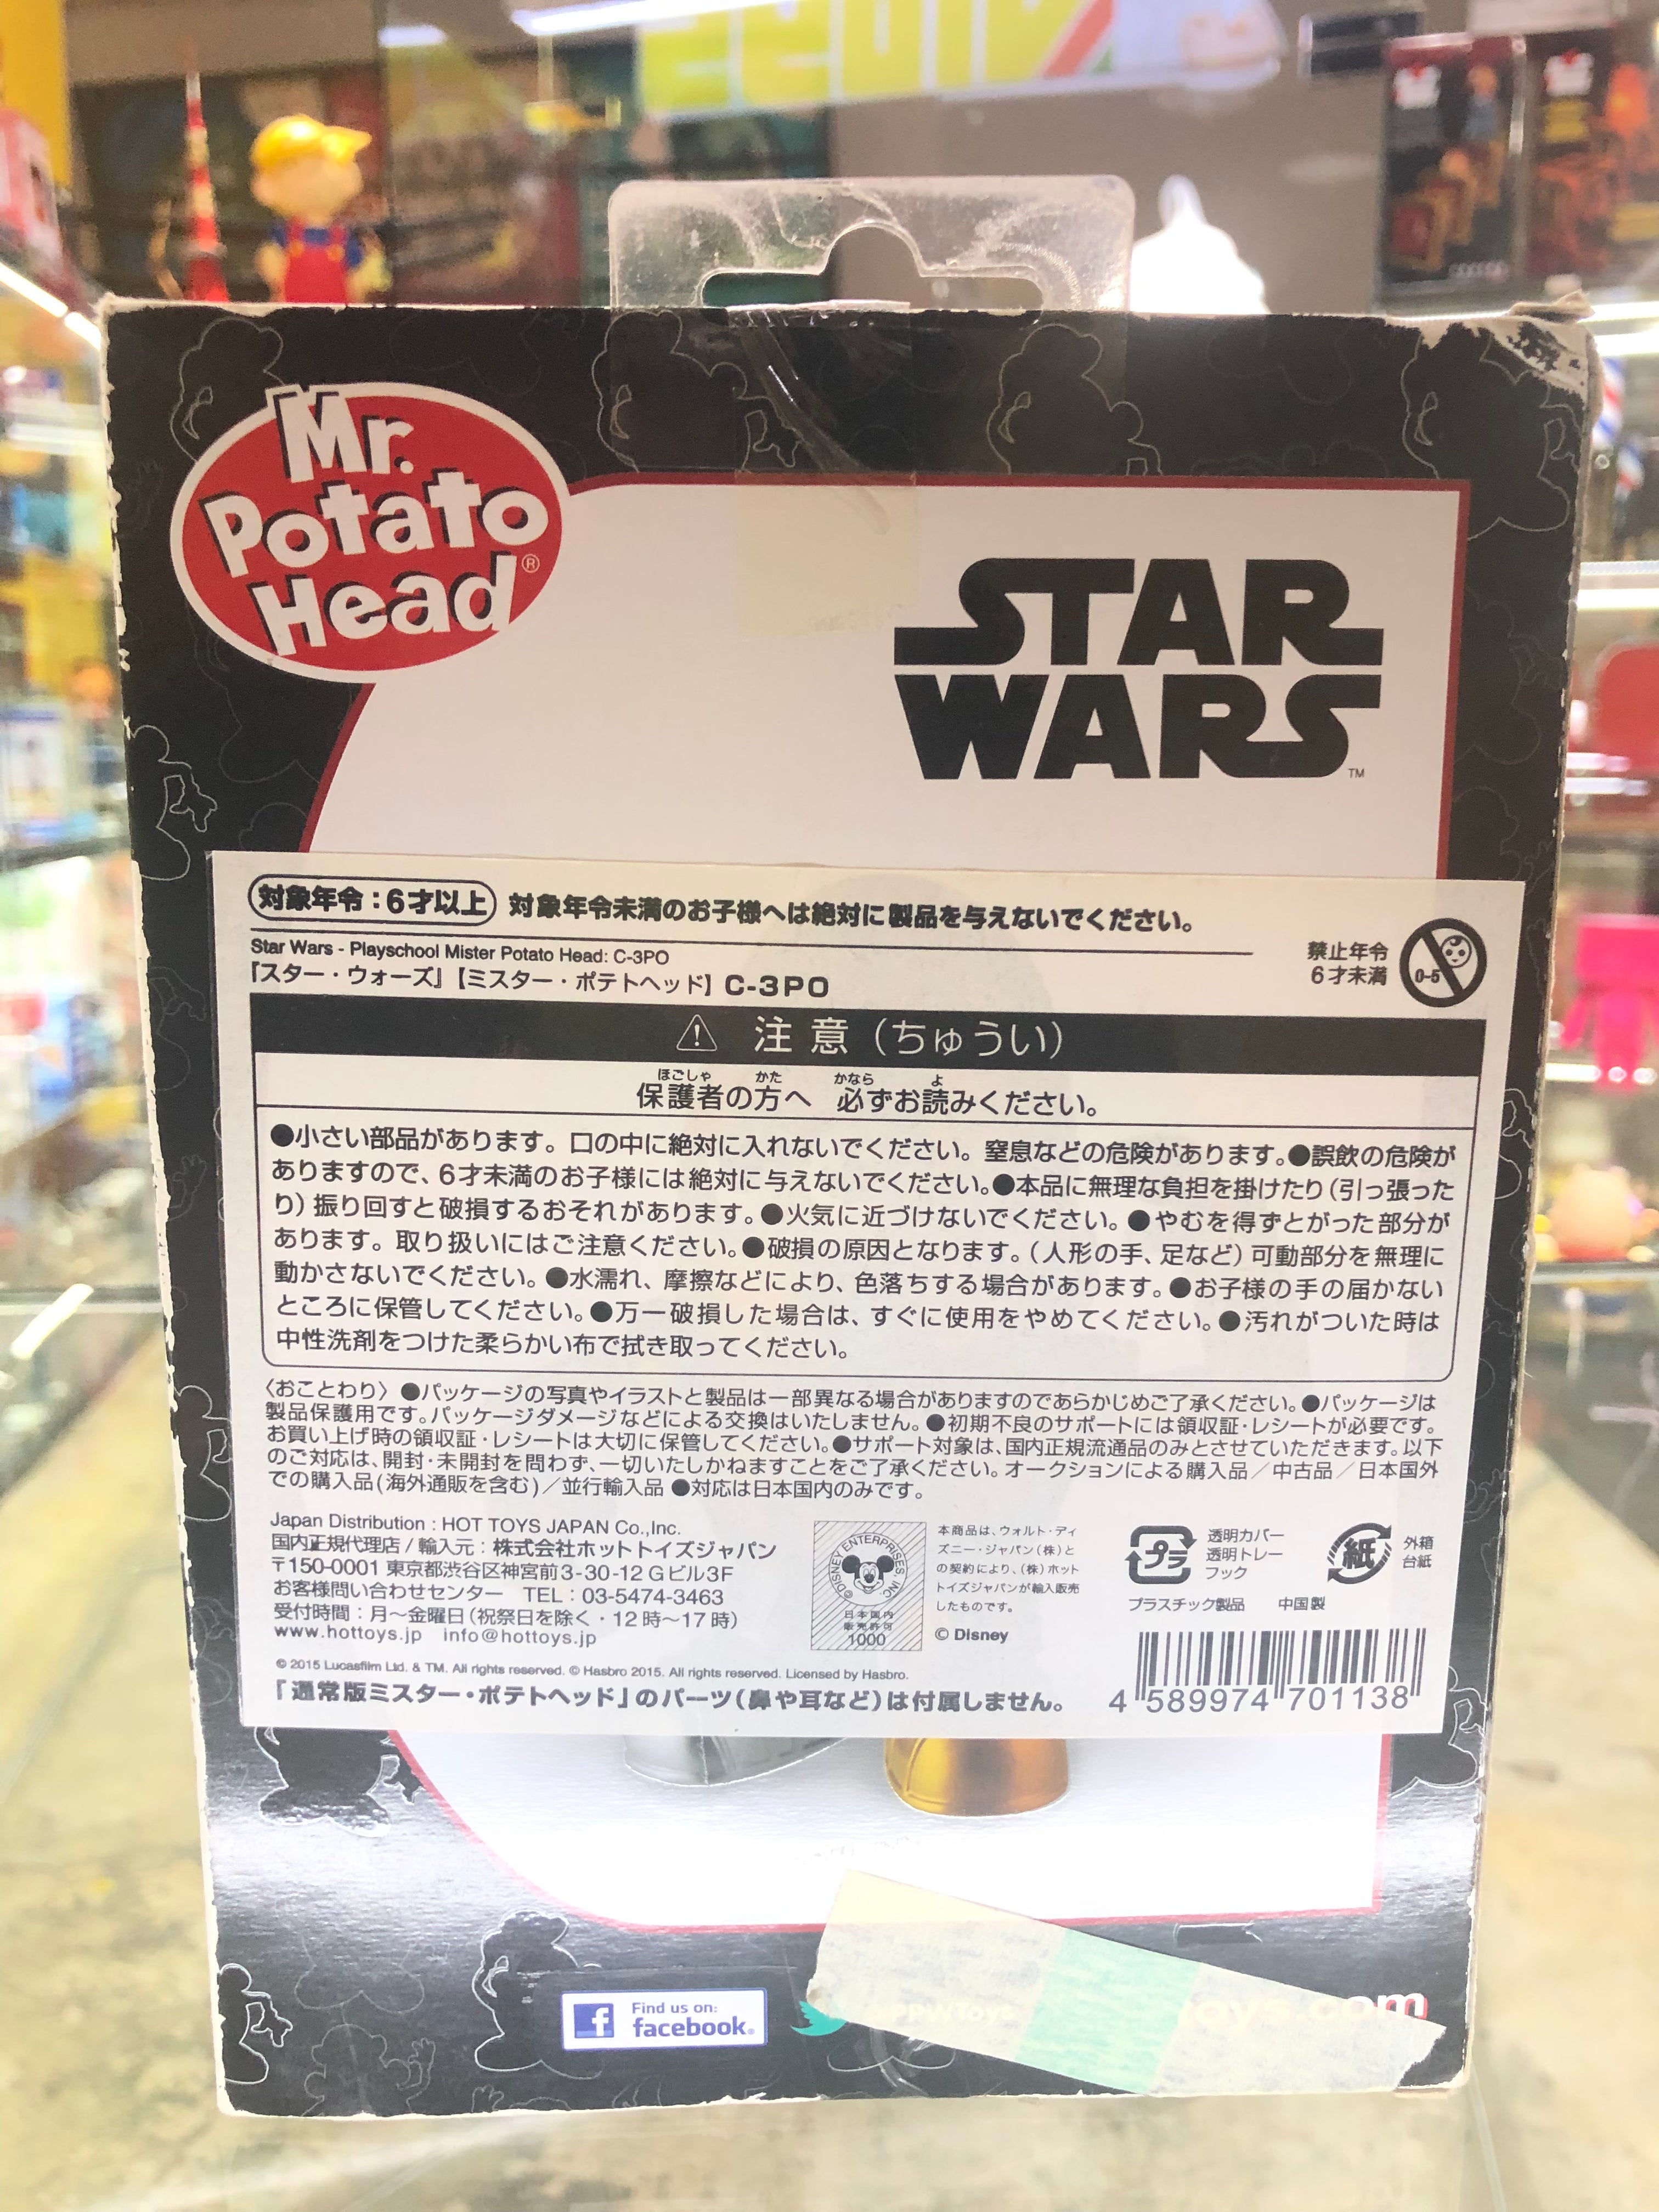 Mr.
Potato
Head®
STAR
WARS™
対象年令：6才以上 対象年令未満のお子様へは絶対に製品を与えないでください。
Star Wars - Playschool Mister Potato Head: C-3PO
『スター・ウォーズ』【ミスター・ポテトヘッド】C-3PO
禁止年令
6才未満
0-5
⚠ 注意（ちゅうい）
ほごしゃ かた かなら よ
保護者の方へ 必ずお読みください。
●小さい部品があります。口の中に絶対に入れないでください。窒息などの危険があります。●誤飲の危険が
ありますので、6才未満のお子様には絶対に与えないでください。●本品に無理な負担を掛けたり（引っ張った
り）振り回すと破損するおそれがあります。●火気に近づけないでください。●やむを得ずとがった部分が
あります。取り扱いにはご注意ください。●破損の原因となります。（人形の手、足など）可動部分を無理に
動かさないでください。●水濡れ、摩擦などにより、色落ちする場合があります。●お子様の手の届かない
ところに保管してください。●万一破損した場合は、すぐに使用をやめてください。●汚れがついた時は
中性洗剤をつけた柔らかい布で拭き取ってください。
〈おことわり〉●パッケージの写真やイラストと製品は一部異なる場合がありますのであらかじめご了承ください。●パッケージは
製品保護用です。パッケージダメージなどによる交換はいたしません。●初期不良のサポートには領収証・レシートが必要です。
お買い上げ時の領収証・レシートは大切に保管してください。●サポート対象は、国内正規流通品のみとさせていただきます。以下
のご対応は、開封・未開封を問わず、一切いたしかねますことをご了承ください。オークションによる購入品／中古品／日本国外
での購入品(海外通販を含む)／並行輸入品 ●対応は日本国内のみです。
Japan Distribution : HOT TOYS JAPAN Co.,Inc.
国内正規代理店 / 輸入元：株式会社ホットトイズジャパン
〒150-0001 東京都渋谷区神宮前3-30-12 Gビル3F
お客様問い合わせセンター TEL：03-5474-3463
受付時間：月～金曜日（祝祭日を除く・12時～17時）
www.hottoys.jp info@hottoys.jp
©DISNEY ENTERPRISES, INC.
日本国内
販売許可
1000
本商品は、ウォルト・ディ
ズニー・ジャパン（株）と
の契約により、（株）ホット
トイズジャパンが輸入販売
したものです。
© Disney
プラ
透明カバー
透明トレー
フック
紙
外箱
台紙
プラスチック製品 中国製
© 2015 Lucasfilm Ltd. & TM. All rights reserved. © Hasbro 2015. All rights reserved. Licensed by Hasbro.
「通常版ミスター・ポテトヘッド」のパーツ（鼻や耳など）は付属しません。
4 589974 701138
Find us on:
facebook®
PPWToys
toys.com